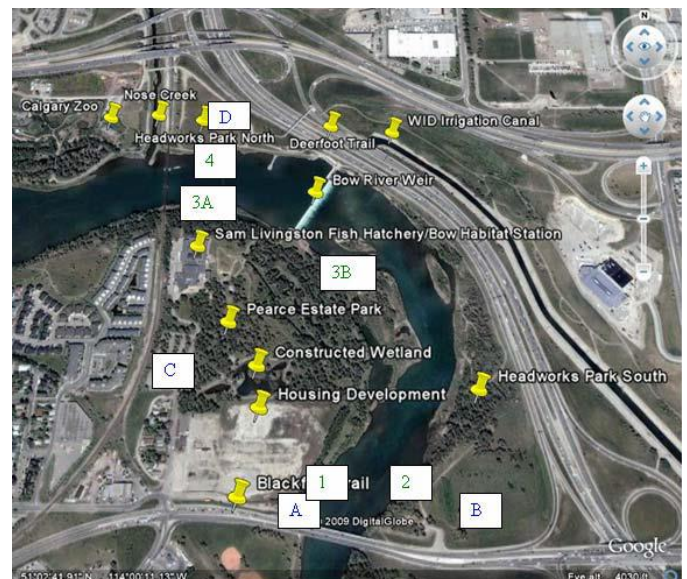 N
Nose Creek
Calgary Zoo
D
WID Irrigation Canal
Headworks Park North
Deerfoot Trail
4
Bow River Weir
3A
Sam Livingston Fish Hatchery/Bow Habitat Station
3B
Pearce Estate Park
Constructed Wetland
C
Headworks Park South
Housing Development
Blackf rail
1
2
A
B
2009 DigitalGlobe
Google
51°02'41.91" N 114°00'11.13" W
Eye alt 4030 ft